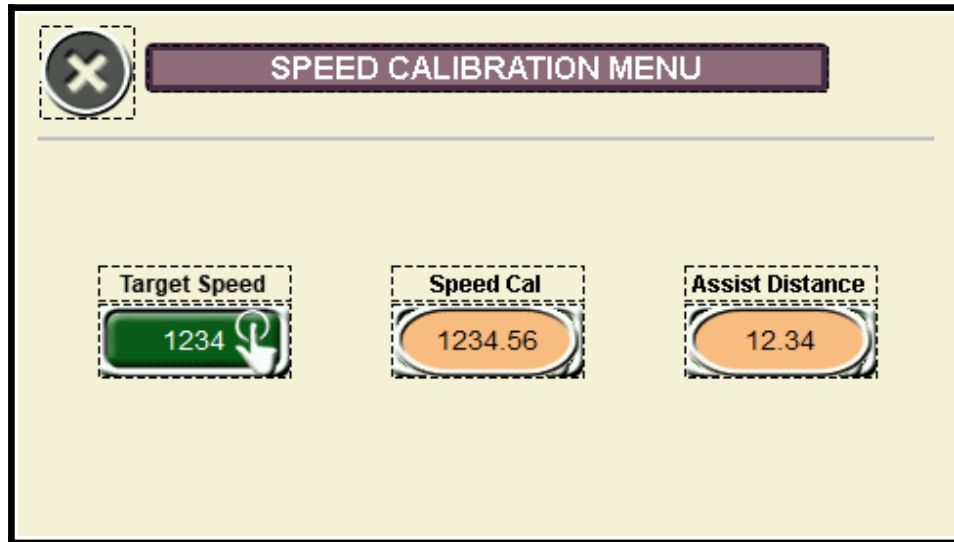 SPEED CALIBRATION MENU
Target Speed
Speed Cal
Assist Distance
1234
1234.56
12.34